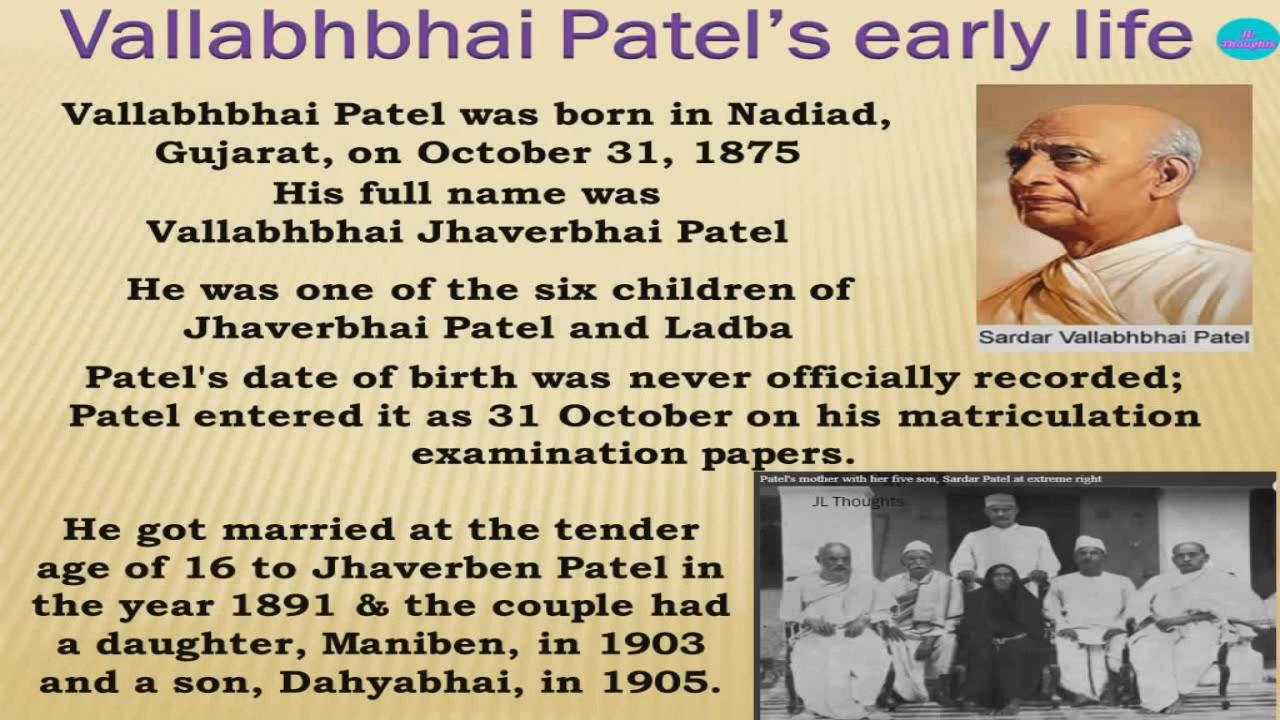 Vallabhbhai Patel’s early life
JL
Thoughts
Vallabhbhai Patel was born in Nadiad,
Gujarat, on October 31, 1875
His full name was
Vallabhbhai Jhaverbhai Patel
He was one of the six children of
Jhaverbhai Patel and Ladba
Sardar Vallabhbhai Patel
Patel's date of birth was never officially recorded;
Patel entered it as 31 October on his matriculation
examination papers.
Patel's mother with her five son, Sardar Patel at extreme right
JL Thoughts
He got married at the tender
age of 16 to Jhaverben Patel in
the year 1891 & the couple had
a daughter, Maniben, in 1903
and a son, Dahyabhai, in 1905.